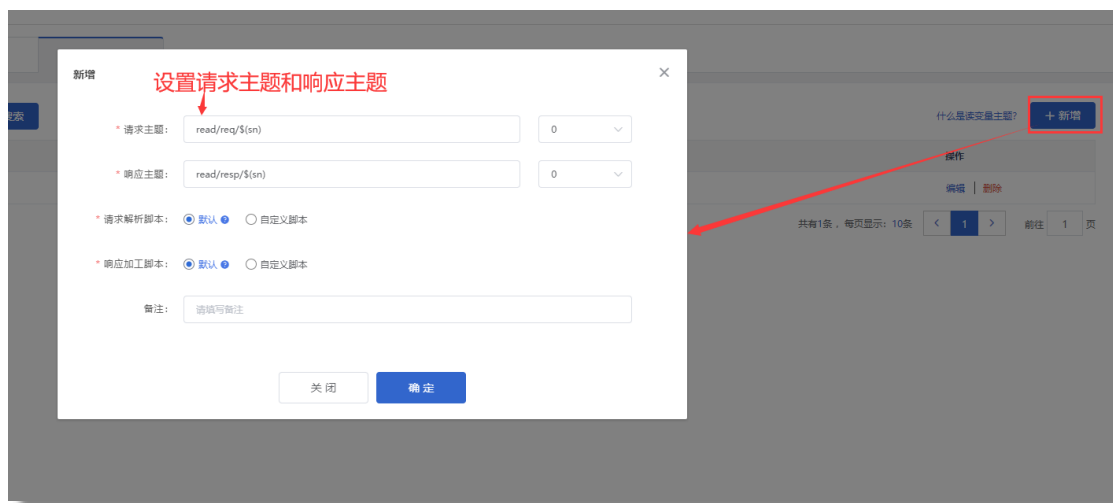 新增
设置请求主题和响应主题
索
什么是读变量主题?
+ 新增
* 请求主题:
read/req/$(sn)
0
操作
* 响应主题:
read/resp/$(sn)
0
编辑 | 删除
* 请求解析脚本:
默认
自定义脚本
共有1条, 每页显示: 10条
<
1
>
前往
1
页
* 响应加工脚本:
默认
自定义脚本
备注:
请填写备注
关闭
确定